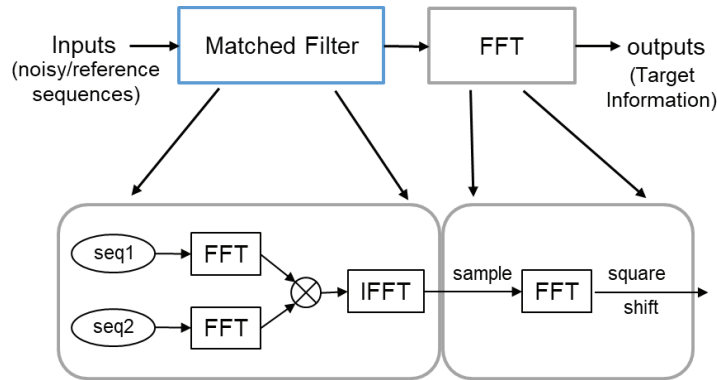 Inputs
(noisy/reference
sequences)
Matched Filter
FFT
outputs
(Target
Information)
seq1
FFT
seq2
FFT
IFFT
sample
FFT
square
shift